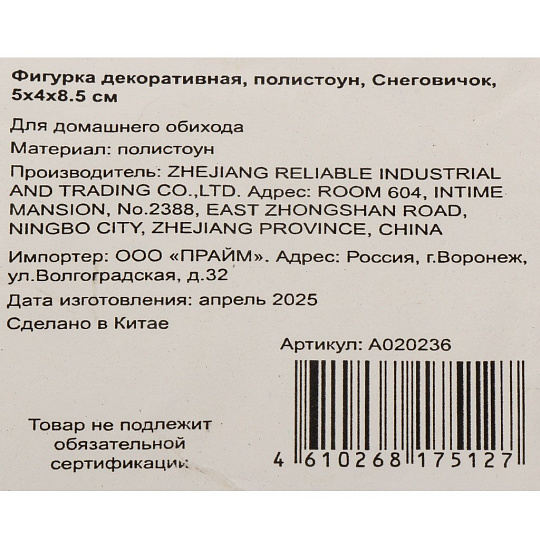 Фигурка декоративная, полистоун, Снеговичок,
5х4х8.5 см
Для домашнего обихода
Материал: полистоун
Производитель: ZHEJIANG RELIABLE INDUSTRIAL
AND TRADING CO.,LTD. Адрес: ROOM 604, INTIME
MANSION, No.2388, EAST ZHONGSHAN ROAD,
NINGBO CITY, ZHEJIANG PROVINCE, CHINA
Импортер: ООО «ПРАЙМ». Адрес: Россия, г.Воронеж,
ул.Волгоградская, д.32
Дата изготовления: апрель 2025
Сделано в Китае
Артикул: А020236
Товар не подлежит
обязательной
сертификации
4 610268 175127